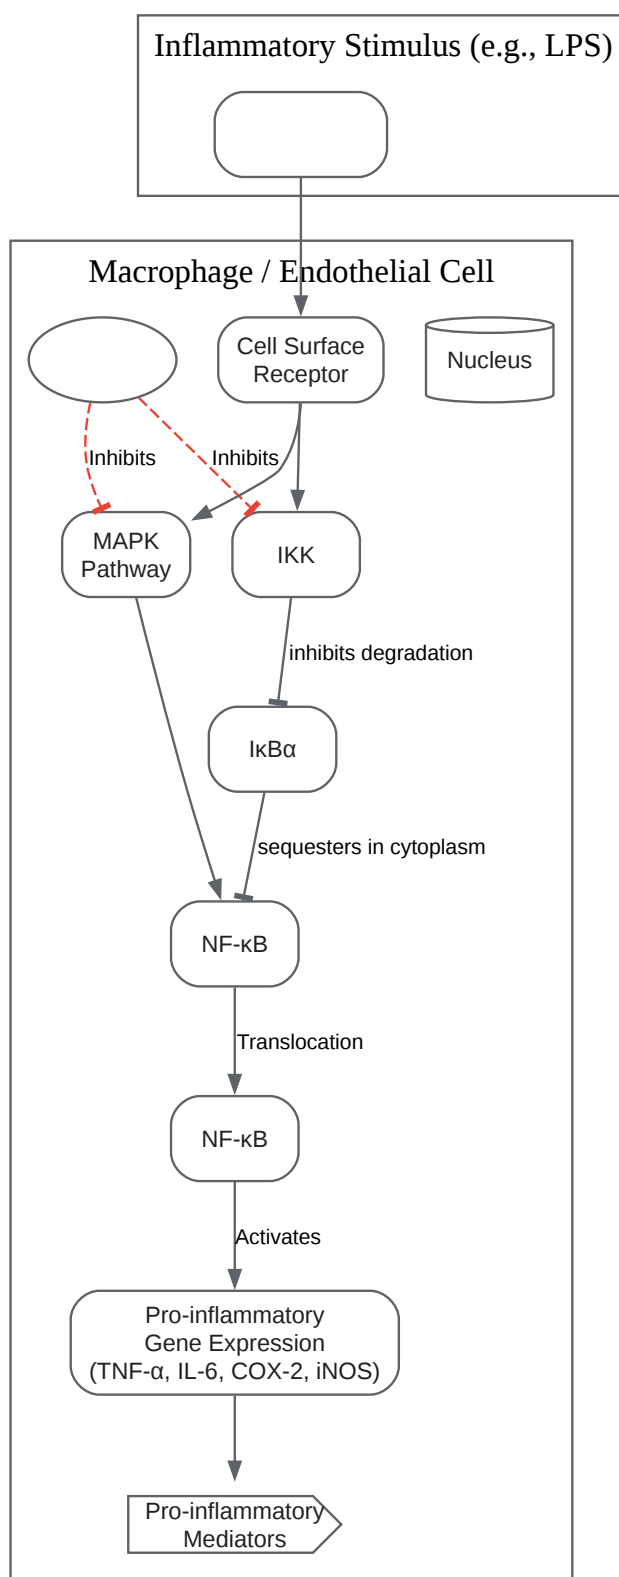 Inflammatory Stimulus (e.g., LPS)
Macrophage / Endothelial Cell
Cell Surface
Receptor
Nucleus
Inhibits
Inhibits
MAPK
Pathway
IKK
inhibits degradation
IκBα
sequesters in cytoplasm
NF-κB
Translocation
NF-κB
Activates
Pro-inflammatory
Gene Expression
(TNF-α, IL-6, COX-2, iNOS)
Pro-inflammatory
Mediators